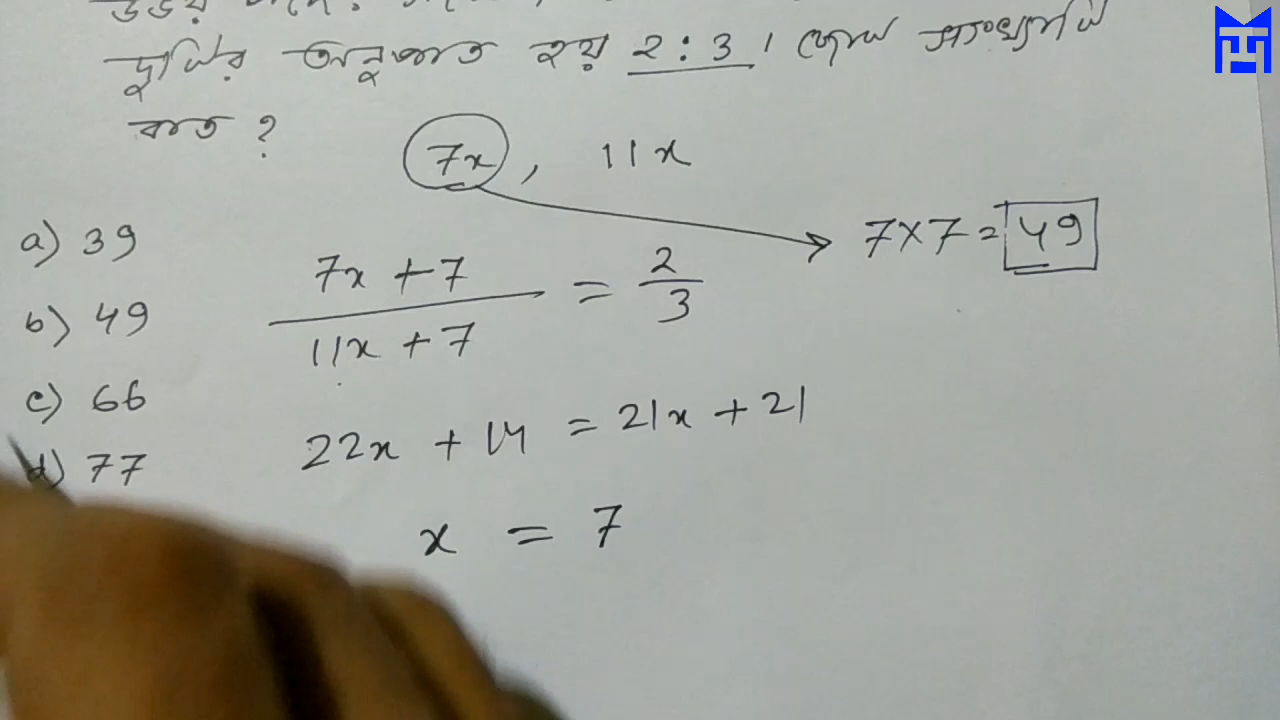 দুটির অনুপাত হয় ২:3।
কত ?
7x, 11x
7×7=49
a) 39
b) 49
c) 66
d) 77
7x + 7
11x + 7
= 2/3
22x + 14 = 21x + 21
x = 7